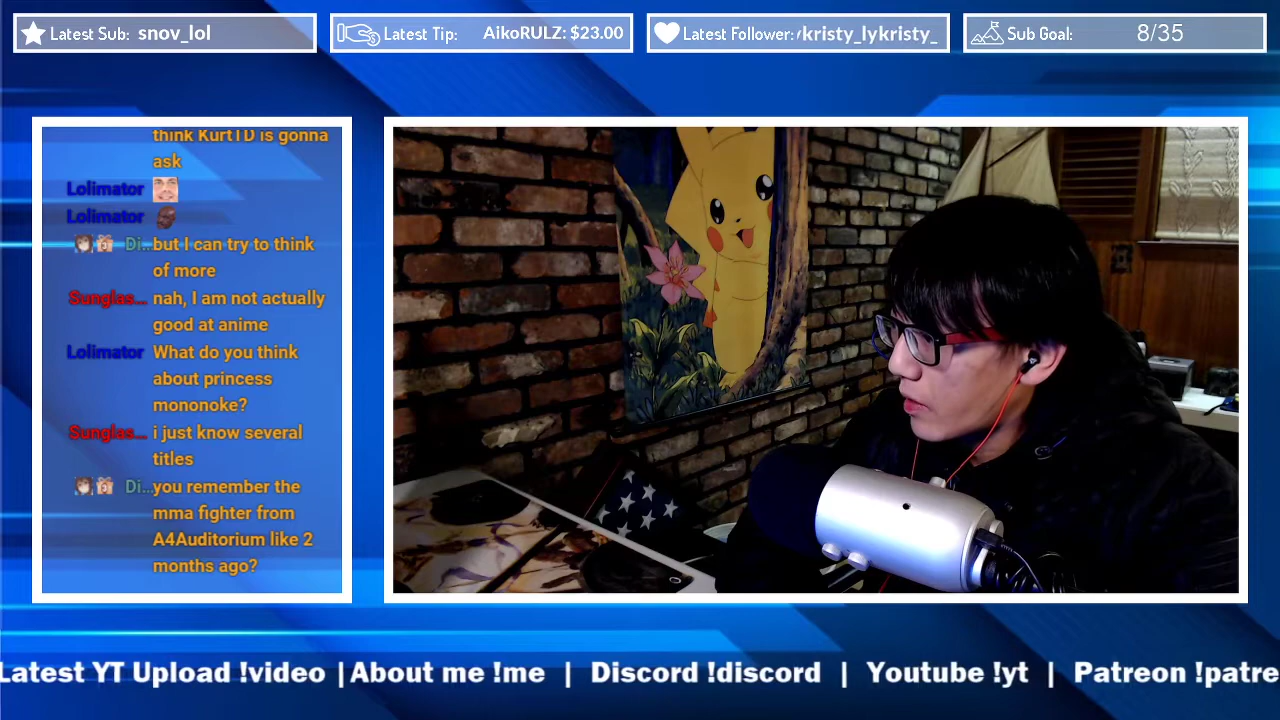 Latest Sub: snov_lol
Latest Tip: AikoRULZ: $23.00
Latest Follower: kristy_lykristy_
Sub Goal: 8/35
think KurtTD is gonna
ask
Lolimator
Lolimator
Di... but I can try to think
of more
Sunglas... nah, I am not actually
good at anime
Lolimator What do you think
about princess
mononoke?
Sunglas... i just know several
titles
Di... you remember the
mma fighter from
A4Auditorium like 2
months ago?
Latest YT Upload !video | About me !me | Discord !discord | Youtube !yt | Patreon !patre